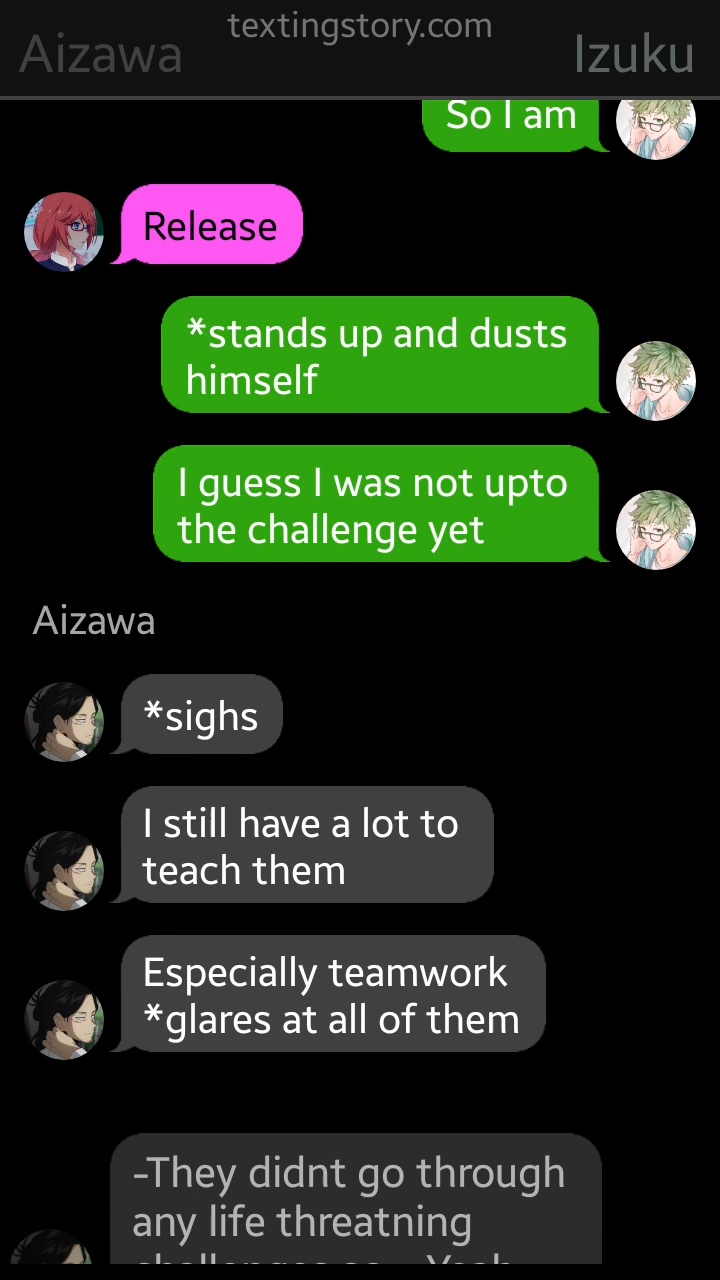 textingstory.com
Aizawa
Izuku
So I am
Release
*stands up and dusts
himself
I guess I was not upto
the challenge yet
Aizawa
*sighs
I still have a lot to
teach them
Especially teamwork
*glares at all of them
-They didnt go through
any life threatning